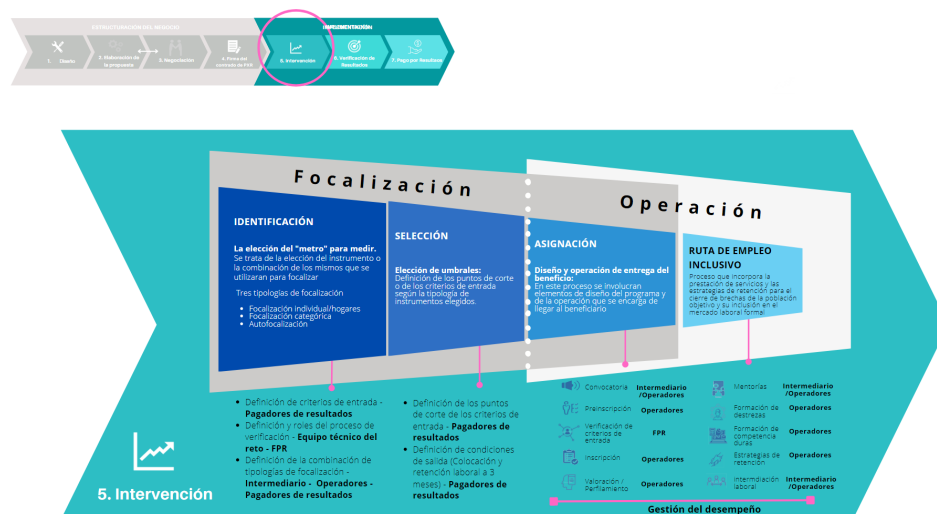 ESTRUCTURACIÓN DEL NEGOCIO
IMPLEMENTACIÓN
1. Diseño
2. Elaboración de
la propuesta
3. Negociación
4. Firma del
contrato de PXR
5. Intervención
6. Verificación de
Resultados
7. Pago por Resultado
Focalización
Operación
IDENTIFICACIÓN
La elección del "metro" para medir.
Se trata de la elección del instrumento o
la combinación de los mismos que se
utilizaran para focalizar
Tres tipologías de focalización
• Focalización individual/hogares
• Focalización categórica
• Autofocalización
SELECCIÓN
Elección de umbrales:
Definición de los puntos de corte
o de los criterios de entrada
según la tipología de
instrumentos elegidos.
ASIGNACIÓN
Diseño y operación de entrega del
beneficio:
En este proceso se involucran
elementos de diseño del programa y
de la operación que se encarga de
llegar al beneficiario
RUTA DE EMPLEO
INCLUSIVO
Proceso que incorpora la
prestación de servicios y las
estrategias de retención para el
cierre de brechas de la población
objetivo y su inclusión en el
mercado laboral formal
• Definición de criterios de entrada -
Pagadores de resultados
• Definición y roles del proceso de
verificación - Equipo técnico del
reto - FPR
• Definición de la combinación de
tipologías de focalización -
Intermediario - Operadores -
Pagadores de resultados
• Definición de los puntos
de corte de los criterios de
entrada - Pagadores de
resultados
• Definición de condiciones
de salida (Colocación y
retención laboral a 3
meses) - Pagadores de
resultados
Convocatoria Intermediario
/Operadores
Preinscripción Operadores
Verificación de
criterios de
entrada FPR
Inscripción Operadores
Valoración /
Perfilamiento Operadores
Mentorías Intermediario
/Operadores
Formación de
destrezas Operadores
Formación de
competencia
duras Operadores
Estrategias de
retención Operadores
Intermdiación
laboral Intermediario
/Operadores
Gestión del desempeño
5. Intervención